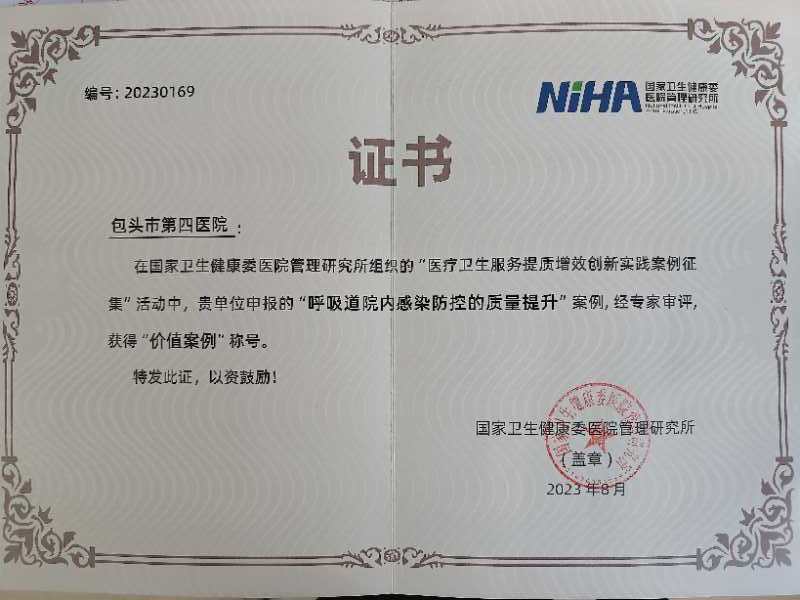 编号：20230169
NiHA
国家卫生健康委
医院管理研究所
证书
包头市第四医院：
在国家卫生健康委医院管理研究所组织的“医疗卫生服务提质增效创新实践案例征
集”活动中，贵单位申报的“呼吸道院内感染防控的质量提升”案例，经专家审评，
获得“价值案例”称号。
特发此证，以资鼓励！
国家卫生健康委医院管理研究所
（盖章）
2023年8月